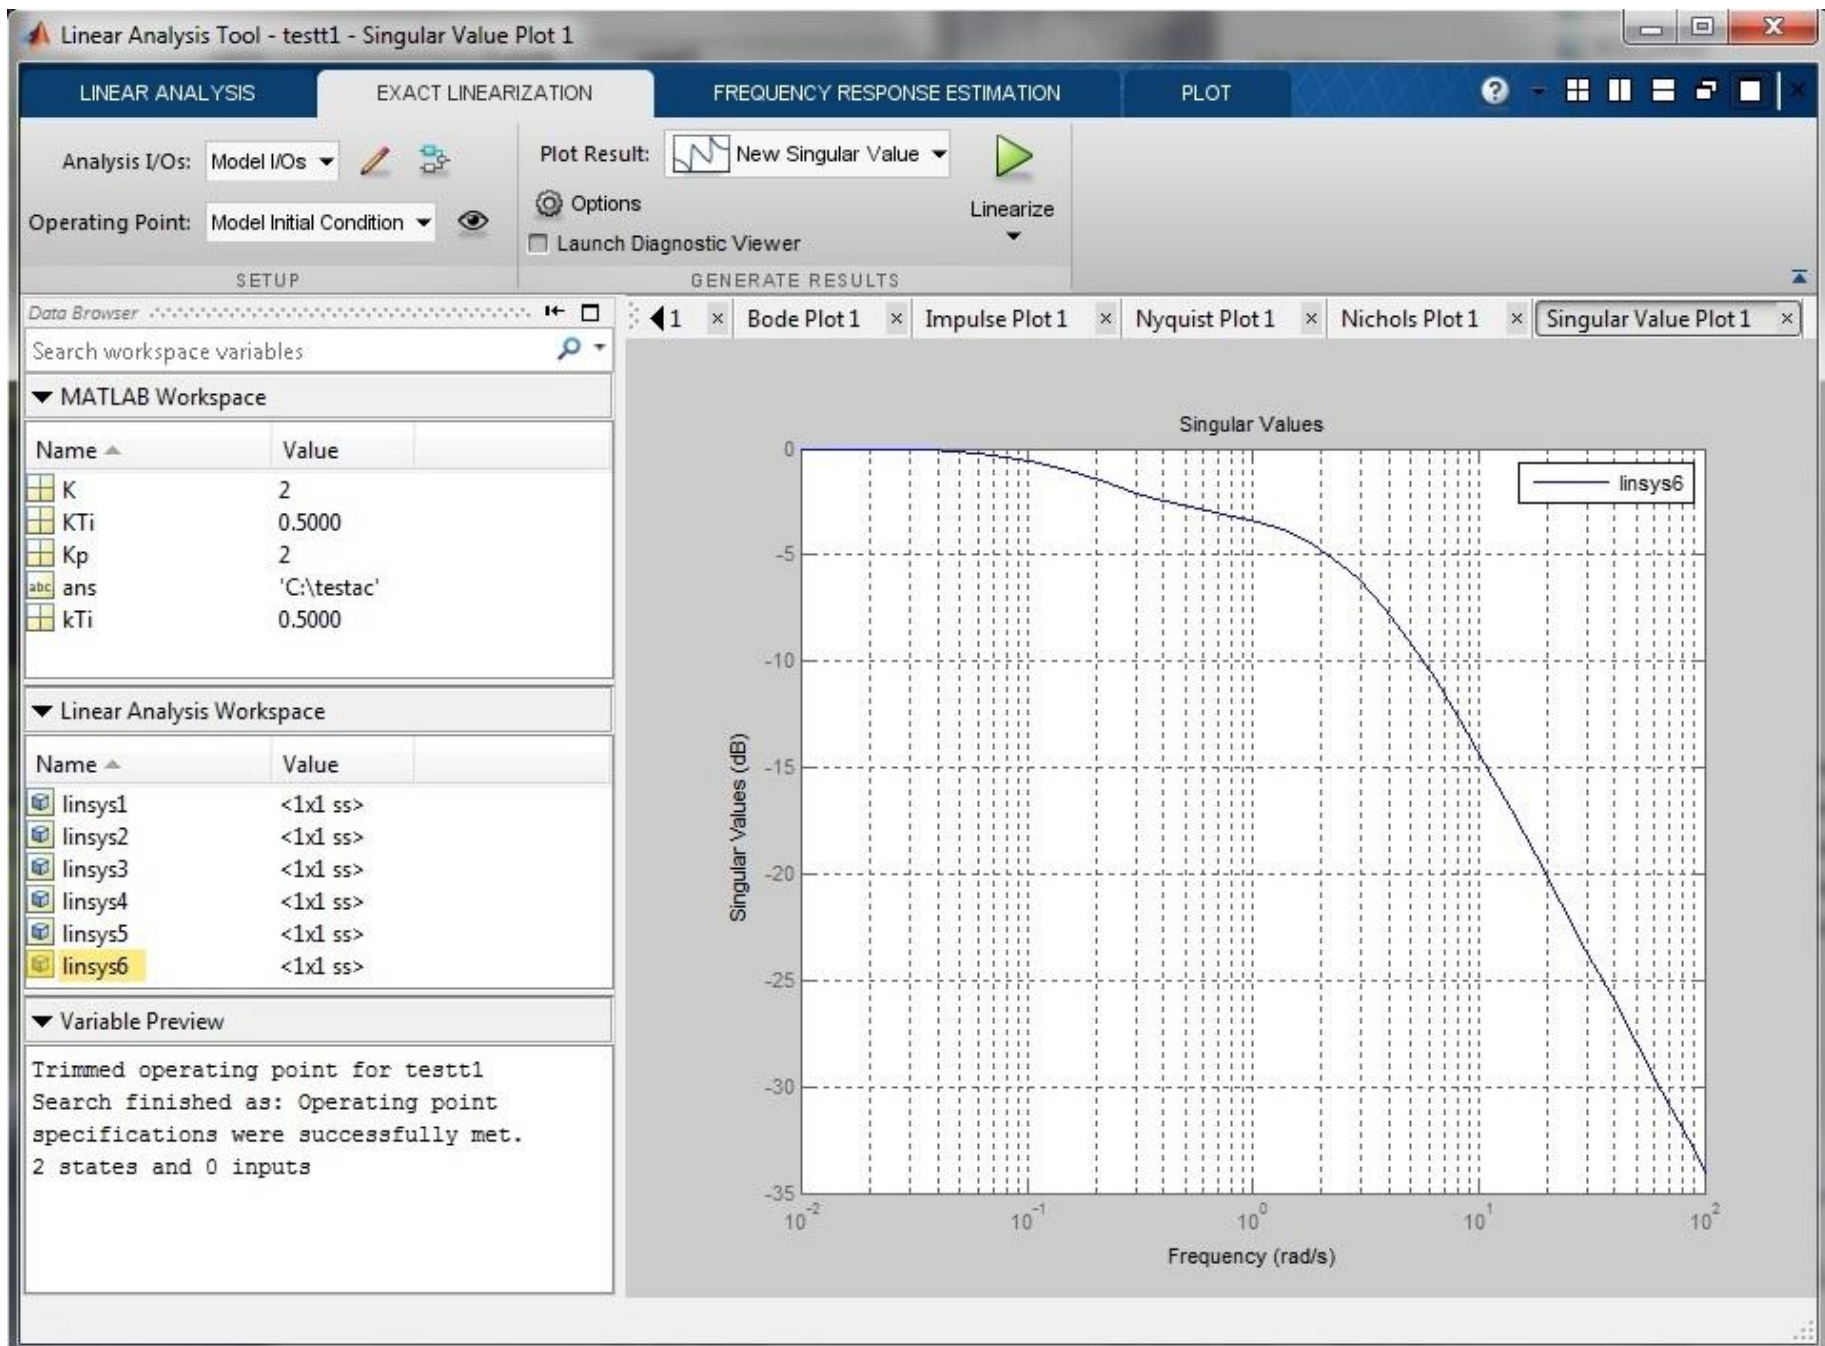 Linear Analysis Tool - testt1 - Singular Value Plot 1
LINEAR ANALYSIS EXACT LINEARIZATION FREQUENCY RESPONSE ESTIMATION PLOT
Analysis I/Os: Model I/Os
Operating Point: Model Initial Condition
SETUP
Plot Result: New Singular Value
Options
Launch Diagnostic Viewer
Linearize
GENERATE RESULTS
Data Browser
Search workspace variables
MATLAB Workspace
Name Value
K 2
KTi 0.5000
Kp 2
abc ans 'C:\testac'
kTi 0.5000
Linear Analysis Workspace
Name Value
linsys1 <1x1 ss>
linsys2 <1x1 ss>
linsys3 <1x1 ss>
linsys4 <1x1 ss>
linsys5 <1x1 ss>
linsys6 <1x1 ss>
Variable Preview
Trimmed operating point for testt1
Search finished as: Operating point
specifications were successfully met.
2 states and 0 inputs
1 Bode Plot 1 Impulse Plot 1 Nyquist Plot 1 Nichols Plot 1 Singular Value Plot 1
Singular Values
linsys6
Singular Values (dB)
0
-5
-10
-15
-20
-25
-30
-35
10^-2 10^-1 10^0 10^1 10^2
Frequency (rad/s)